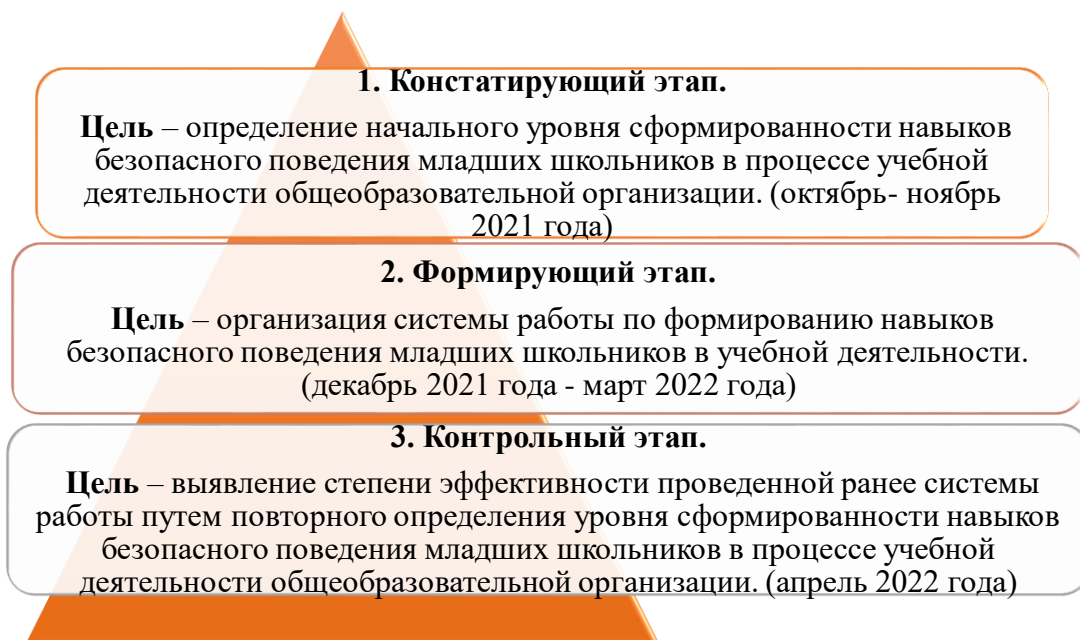 1. Констатирующий этап.
Цель – определение начального уровня сформированности навыков
безопасного поведения младших школьников в процессе учебной
деятельности общеобразовательной организации. (октябрь- ноябрь
2021 года)
2. Формирующий этап.
Цель – организация системы работы по формированию навыков
безопасного поведения младших школьников в учебной деятельности.
(декабрь 2021 года - март 2022 года)
3. Контрольный этап.
Цель – выявление степени эффективности проведенной ранее системы
работы путем повторного определения уровня сформированности навыков
безопасного поведения младших школьников в процессе учебной
деятельности общеобразовательной организации. (апрель 2022 года)